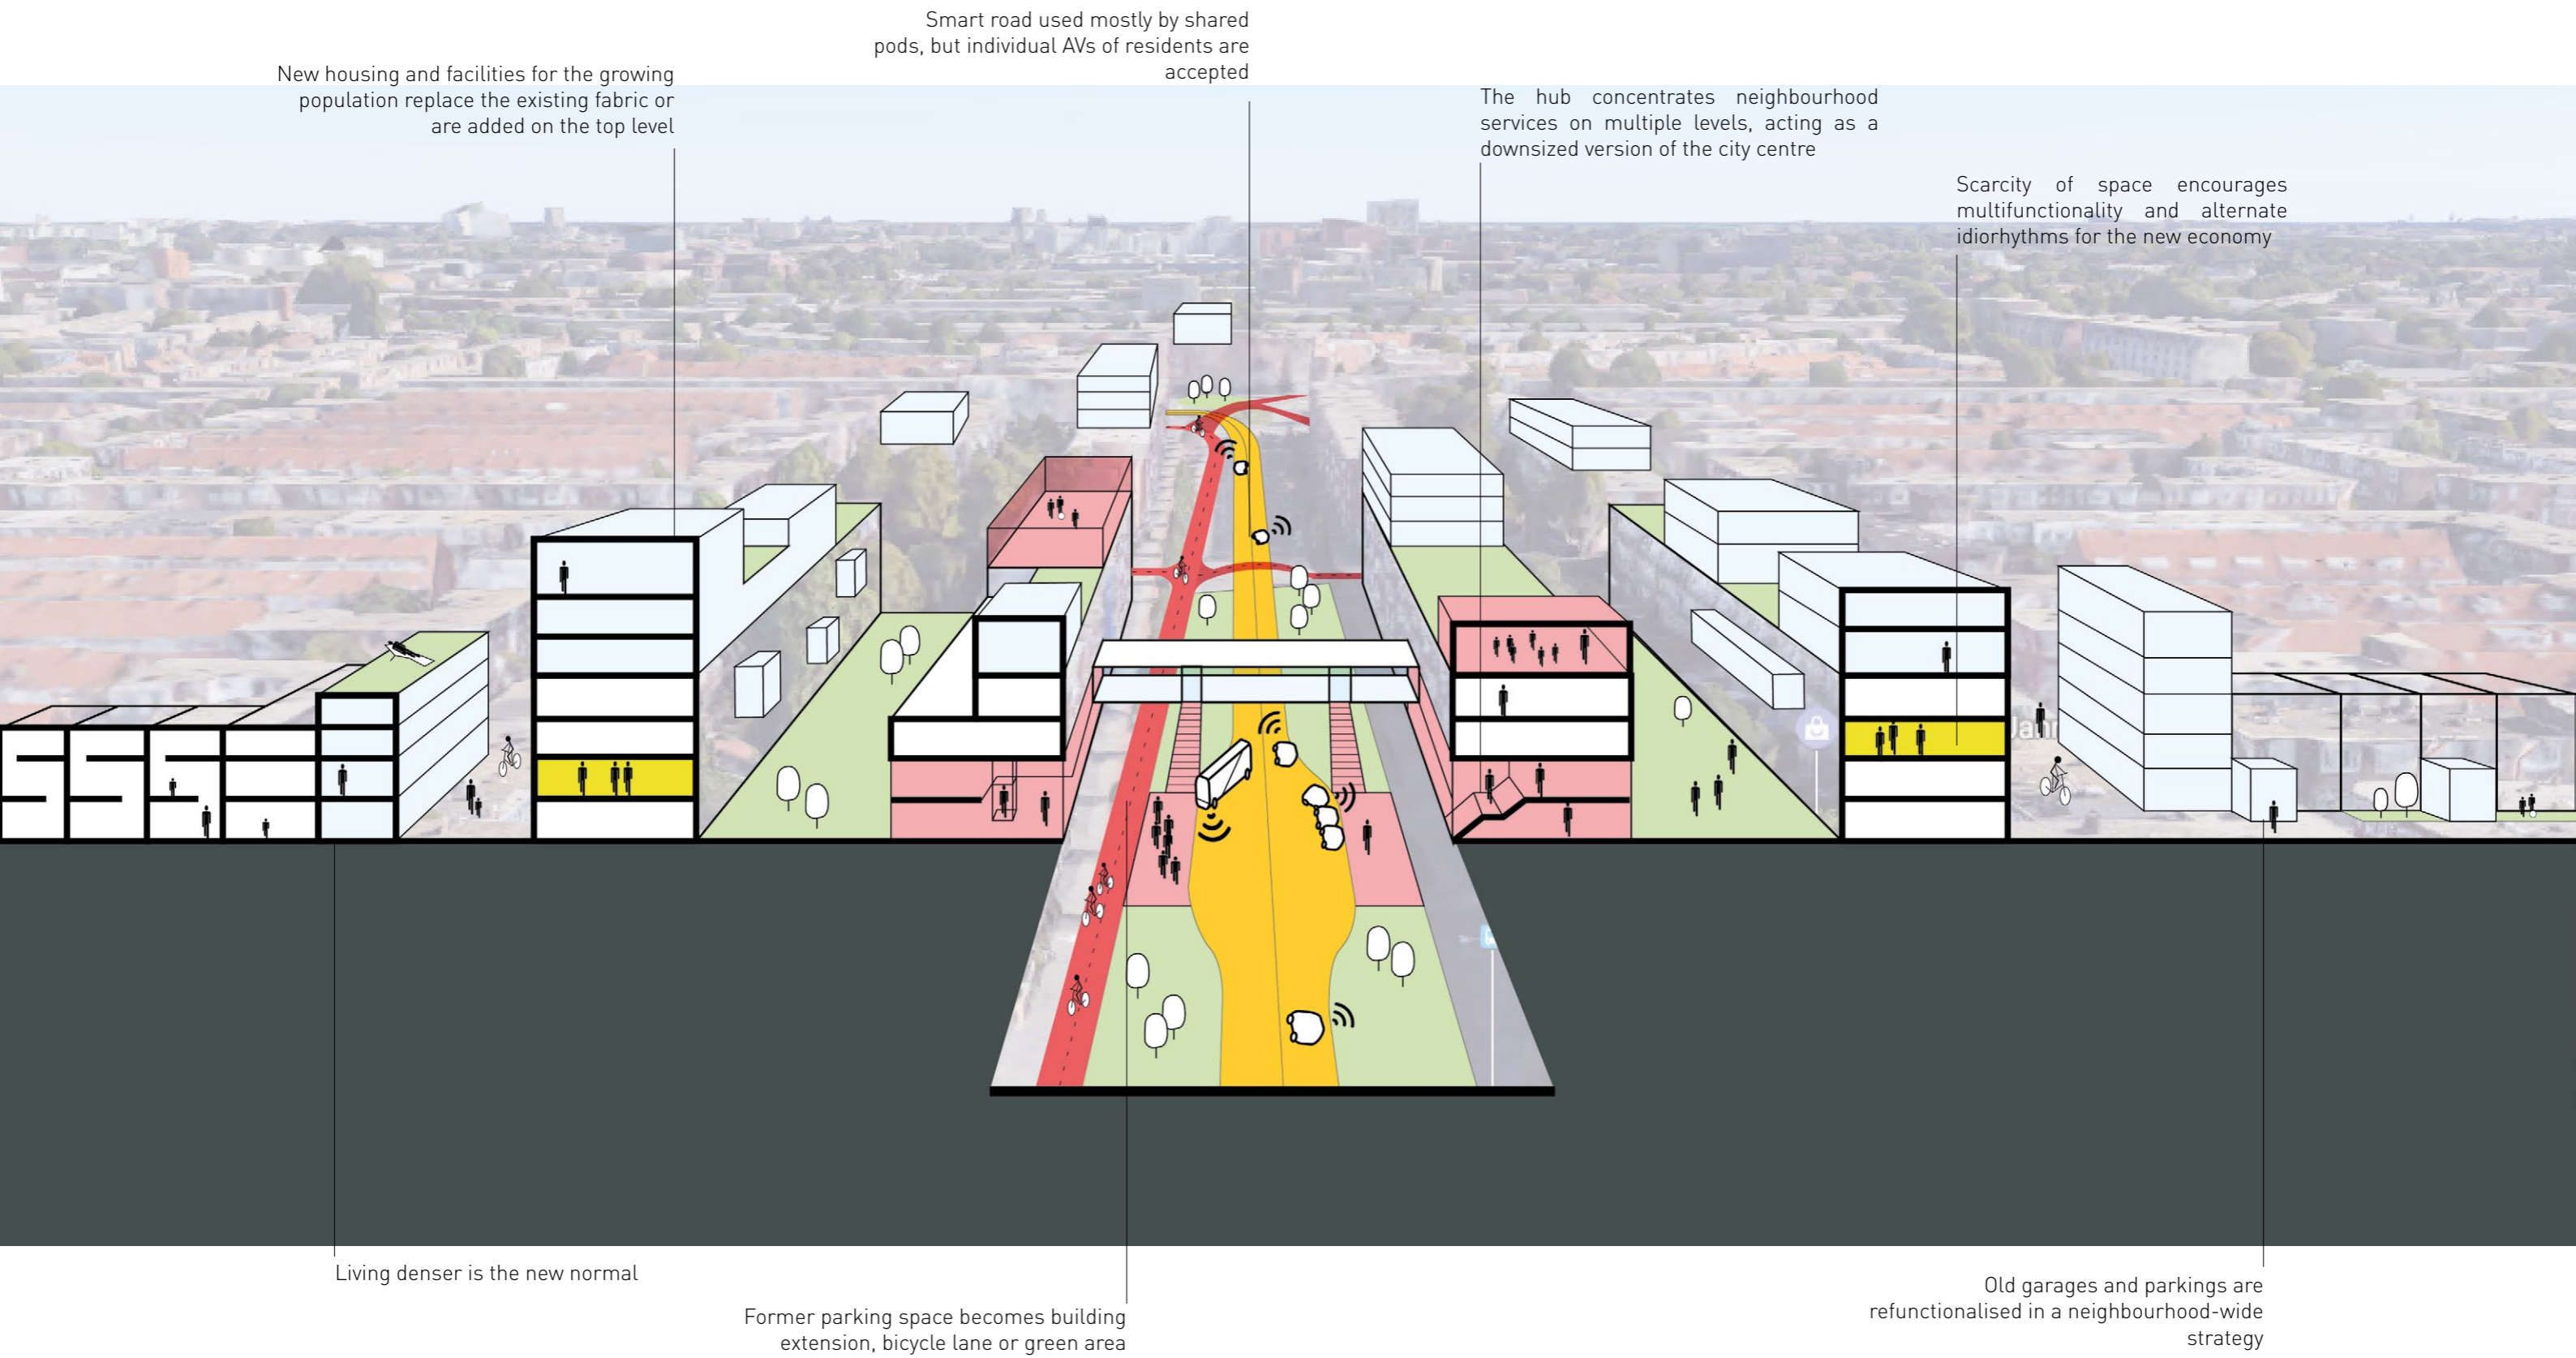 Smart road used mostly by shared
pods, but individual AVs of residents are
accepted
New housing and facilities for the growing
population replace the existing fabric or
are added on the top level
The hub concentrates neighbourhood
services on multiple levels, acting as a
downsized version of the city centre
Scarcity of space encourages
multifunctionality and alternate
idiorhythms for the new economy
Living denser is the new normal
Former parking space becomes building
extension, bicycle lane or green area
Old garages and parkings are
refunctionalised in a neighbourhood-wide
strategy